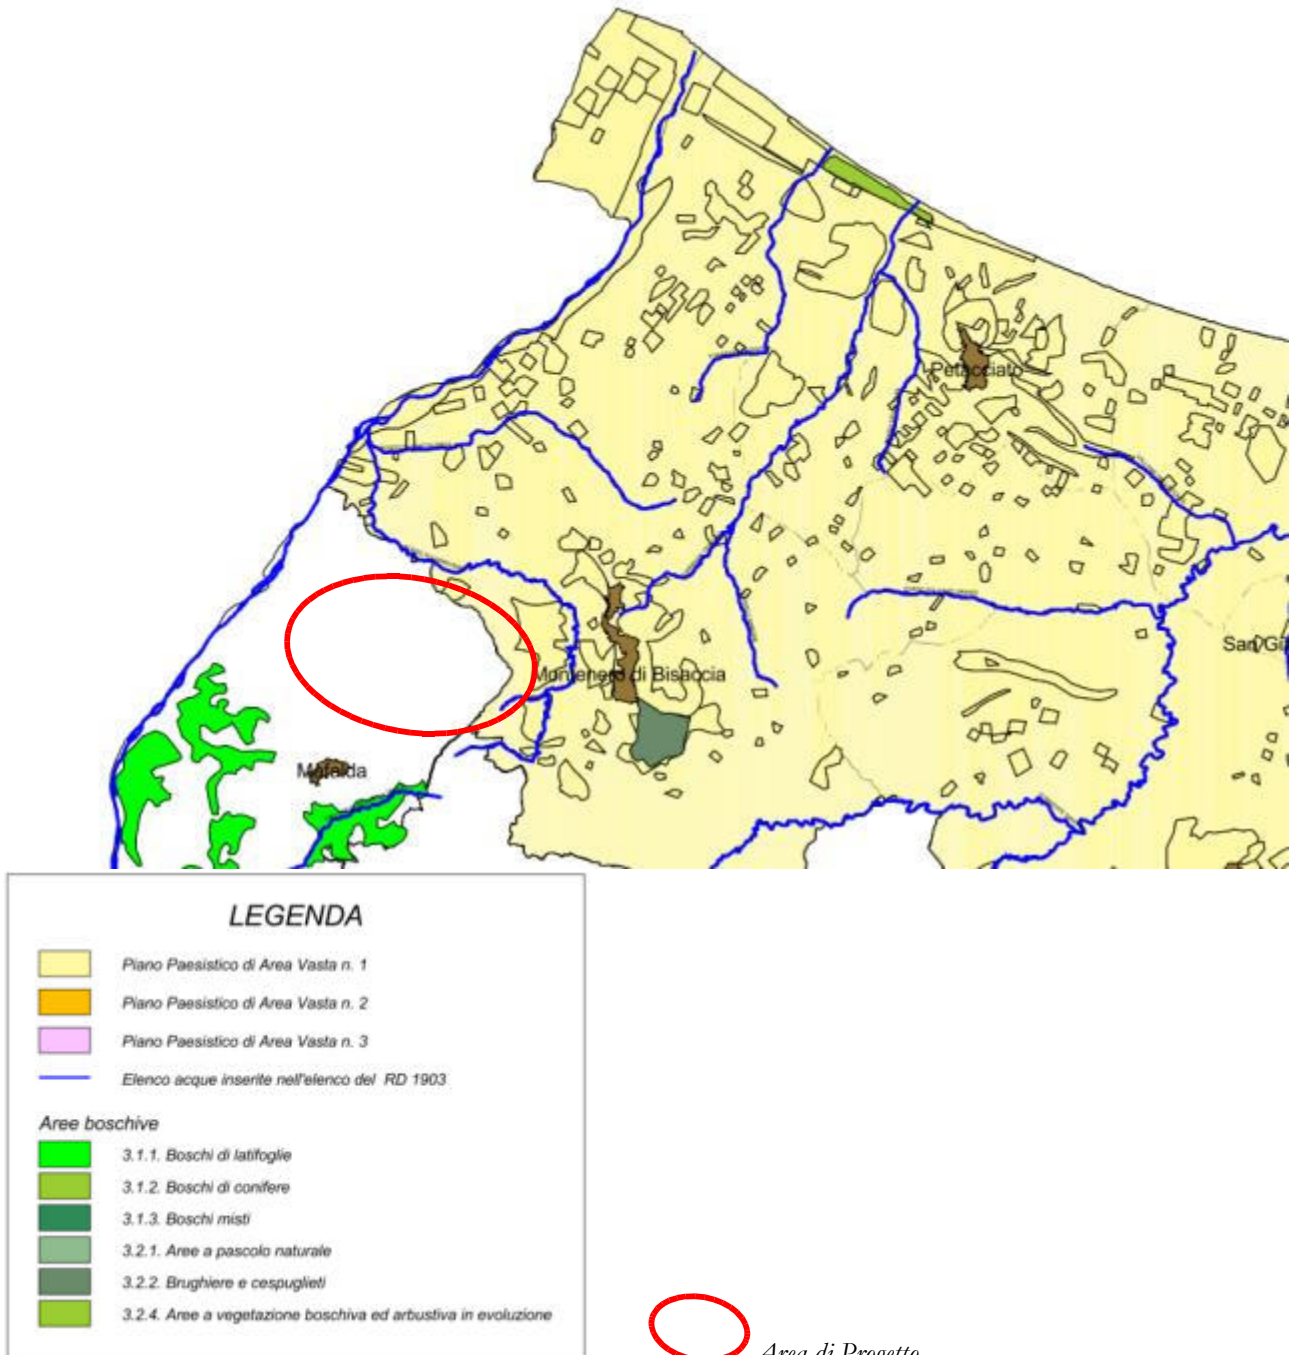 Petacciato
San Gi
Montenero di Bisaccia
Mafalda
LEGENDA
Piano Paesistico di Area Vasta n. 1
Piano Paesistico di Area Vasta n. 2
Piano Paesistico di Area Vasta n. 3
Elenco acque inserite nell'elenco del RD 1903
Aree boschive
3.1.1. Boschi di latifoglie
3.1.2. Boschi di conifere
3.1.3. Boschi misti
3.2.1. Aree a pascolo naturale
3.2.2. Brughiere e cespuglieti
3.2.4. Aree a vegetazione boschiva ed arbustiva in evoluzione
Area di Progetto